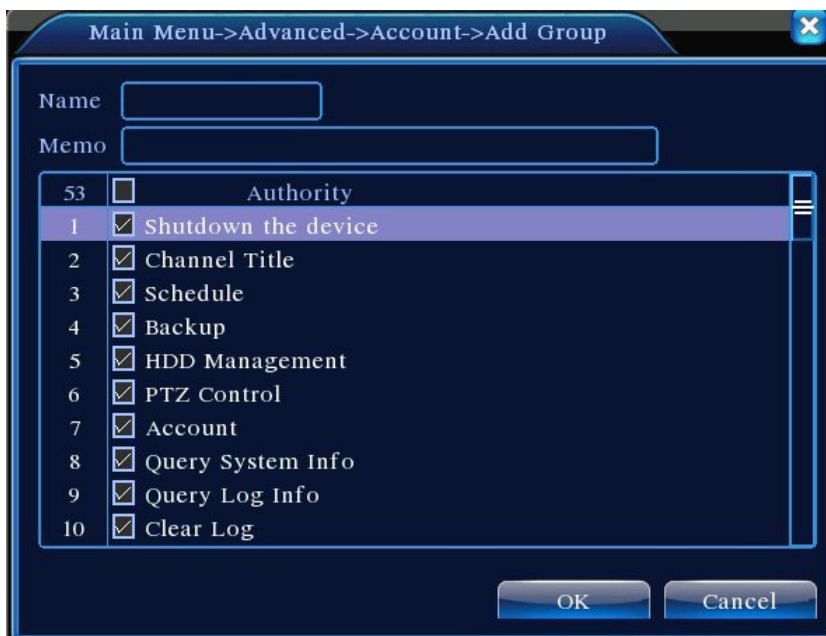 Main Menu->Advanced->Account->Add Group
Name
Memo
53 Authority
1 Shutdown the device
2 Channel Title
3 Schedule
4 Backup
5 HDD Management
6 PTZ Control
7 Account
8 Query System Info
9 Query Log Info
10 Clear Log
OK Cancel